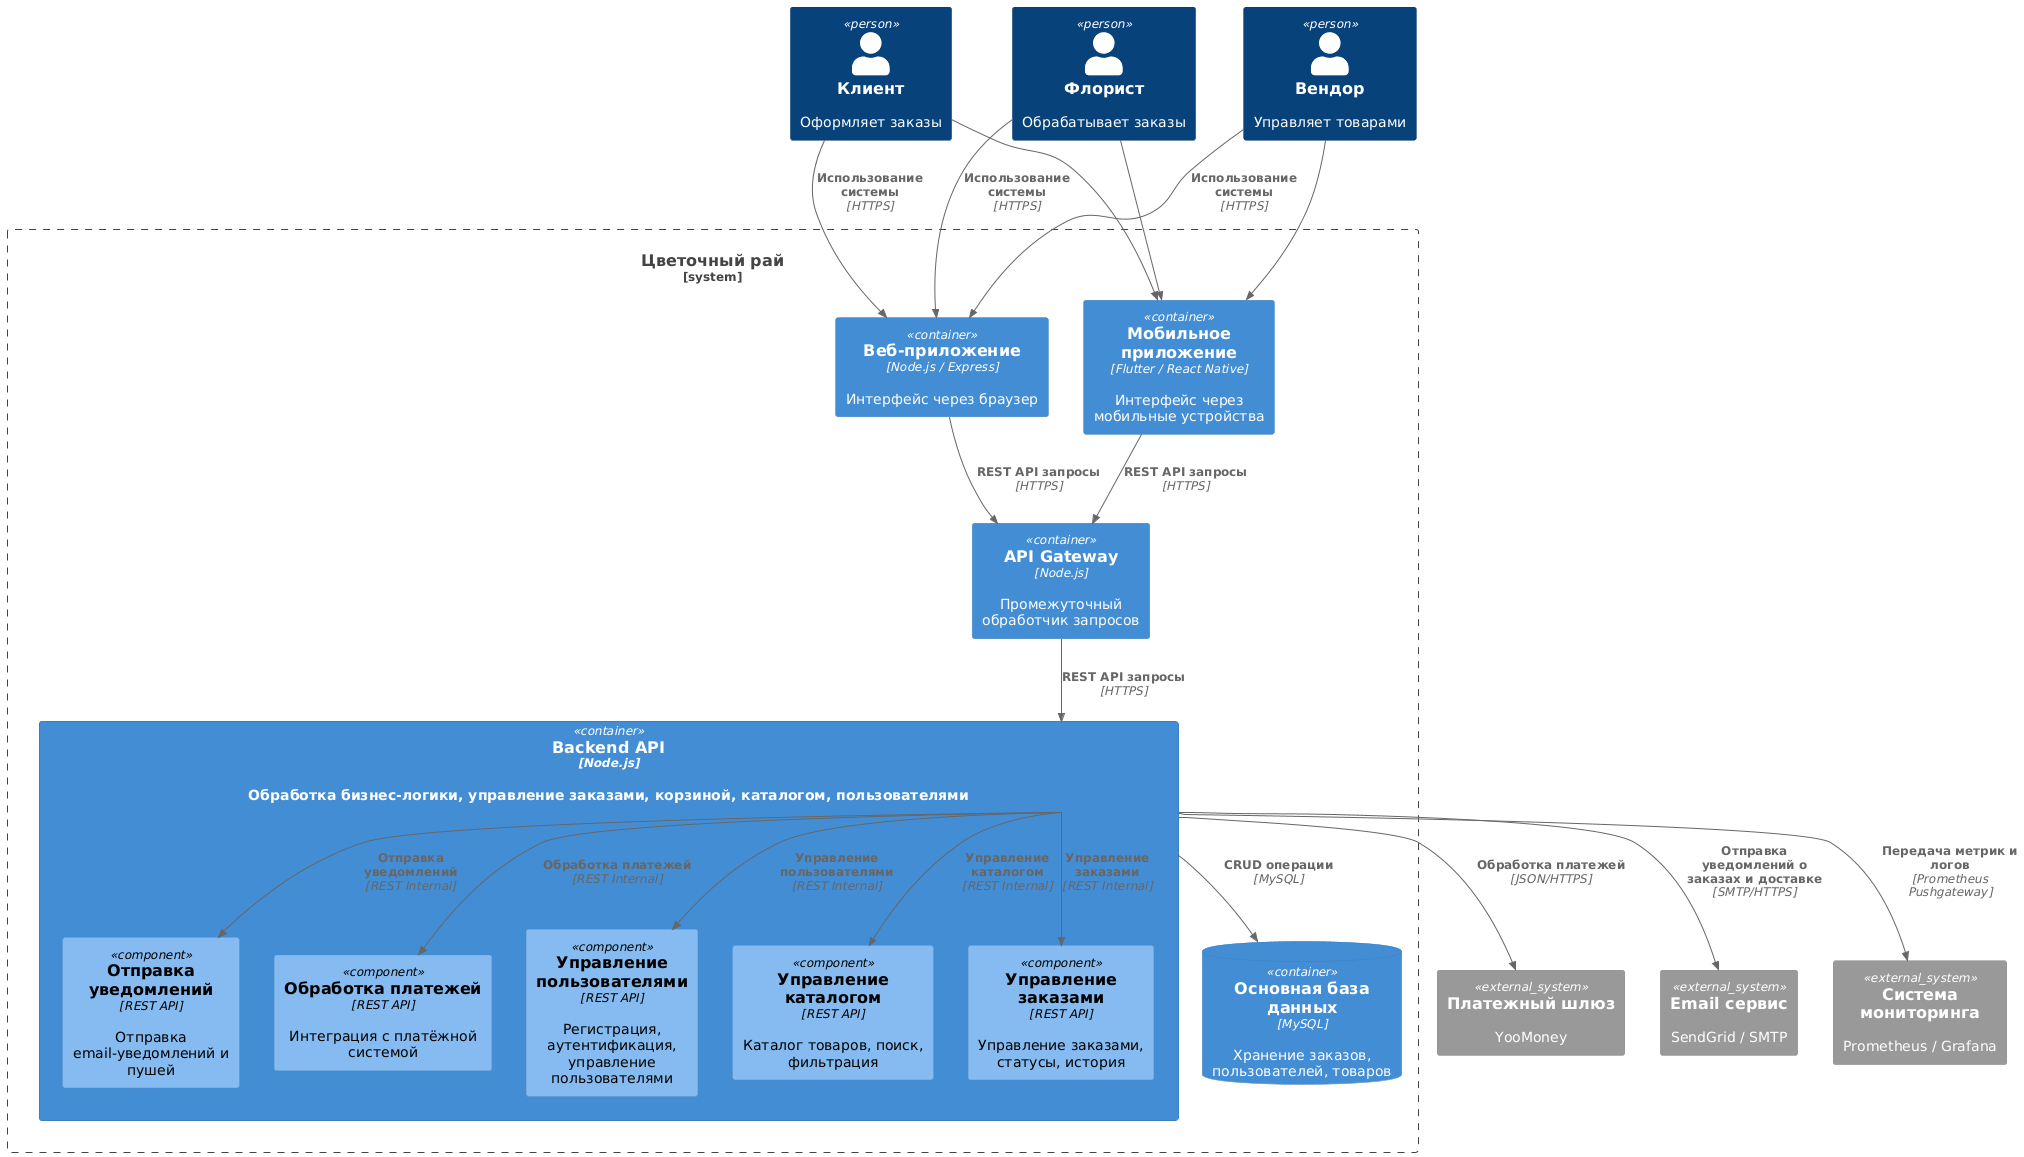 «person»
Клиент
Оформляет заказы
«person»
Флорист
Обрабатывает заказы
«person»
Вендор
Управляет товарами
Использование
системы
[HTTPS]
Использование
системы
[HTTPS]
Использование
системы
[HTTPS]
Цветочный рай
[system]
«container»
Веб-приложение
[Node.js / Express]
Интерфейс через браузер
«container»
Мобильное
приложение
[Flutter / React Native]
Интерфейс через
мобильные устройства
REST API запросы
[HTTPS]
REST API запросы
[HTTPS]
«container»
API Gateway
[Node.js]
Промежуточный
обработчик запросов
REST API запросы
[HTTPS]
«container»
Backend API
[Node.js]
Обработка бизнес-логики, управление заказами, корзиной, каталогом, пользователями
Отправка
уведомлений
[REST Internal]
Обработка платежей
[REST Internal]
Управление
пользователями
[REST Internal]
Управление
каталогом
[REST Internal]
Управление
заказами
[REST Internal]
CRUD операции
[MySQL]
Обработка платежей
[JSON/HTTPS]
Отправка
уведомлений о
заказах и доставке
[SMTP/HTTPS]
Передача метрик и
логов
[Prometheus
Pushgateway]
«component»
Отправка
уведомлений
[REST API]
Отправка
email-уведомлений и
пушей
«component»
Обработка платежей
[REST API]
Интеграция с платёжной
системой
«component»
Управление
пользователями
[REST API]
Регистрация,
аутентификация,
управление
пользователями
«component»
Управление
каталогом
[REST API]
Каталог товаров, поиск,
фильтрация
«component»
Управление
заказами
[REST API]
Управление заказами,
статусы, история
«container»
Основная база
данных
[MySQL]
Хранение заказов,
пользователей, товаров
«external_system»
Платежный шлюз
YooMoney
«external_system»
Email сервис
SendGrid / SMTP
«external_system»
Система
мониторинга
Prometheus / Grafana